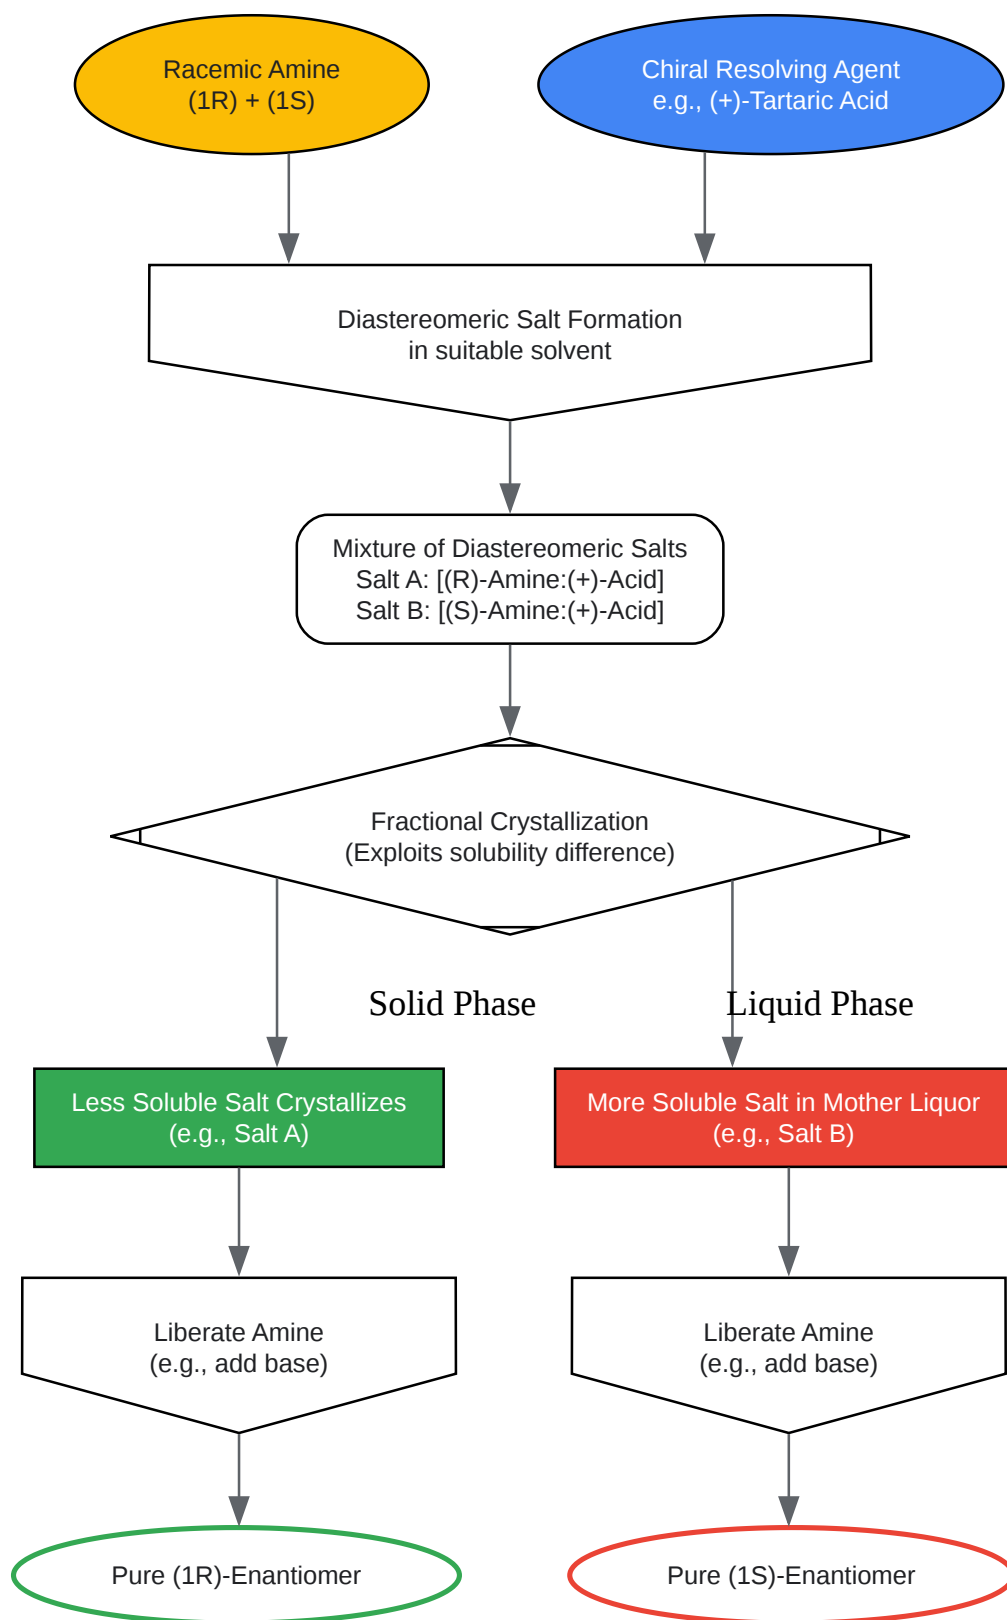 Racemic Amine
(1R) + (1S)
Chiral Resolving Agent
e.g., (+)-Tartaric Acid
Diastereomeric Salt Formation
in suitable solvent
Mixture of Diastereomeric Salts
Salt A: [(R)-Amine:(+)-Acid]
Salt B: [(S)-Amine:(+)-Acid]
Fractional Crystallization
(Exploits solubility difference)
Solid Phase
Liquid Phase
Less Soluble Salt Crystallizes
(e.g., Salt A)
More Soluble Salt in Mother Liquor
(e.g., Salt B)
Liberate Amine
(e.g., add base)
Liberate Amine
(e.g., add base)
Pure (1R)-Enantiomer
Pure (1S)-Enantiomer